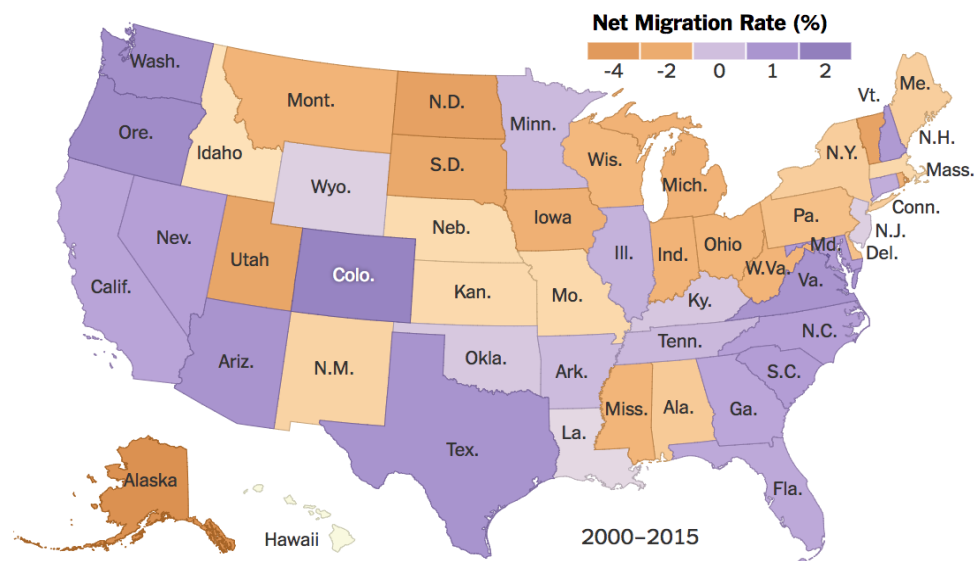 Net Migration Rate (%)
-4 -2 0 1 2
Wash.
Mont.
N.D.
Minn.
Vt.
Me.
Ore.
Idaho
S.D.
Wis.
Mich.
N.Y.
N.H.
Mass.
Wyo.
Iowa
Neb.
Pa.
Conn.
N.J.
Nev.
Utah
Colo.
Ill.
Ind.
Ohio
Md.
Del.
Calif.
Kan.
Mo.
W.Va.
Va.
Ky.
N.C.
Ariz.
N.M.
Okla.
Ark.
Tenn.
S.C.
Miss.
Ala.
Ga.
Tex.
La.
Fla.
Alaska
Hawaii
2000–2015